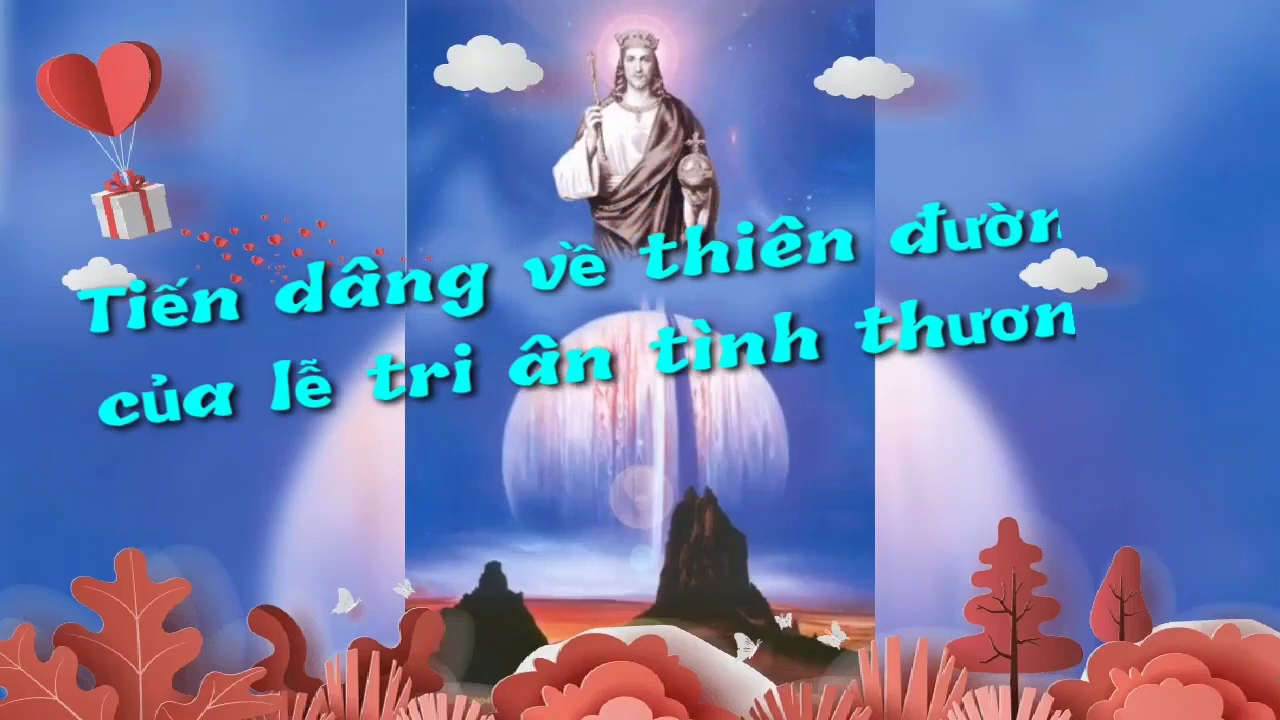 Tiến dâng về thiên đườn
của lễ tri ân tình thươn